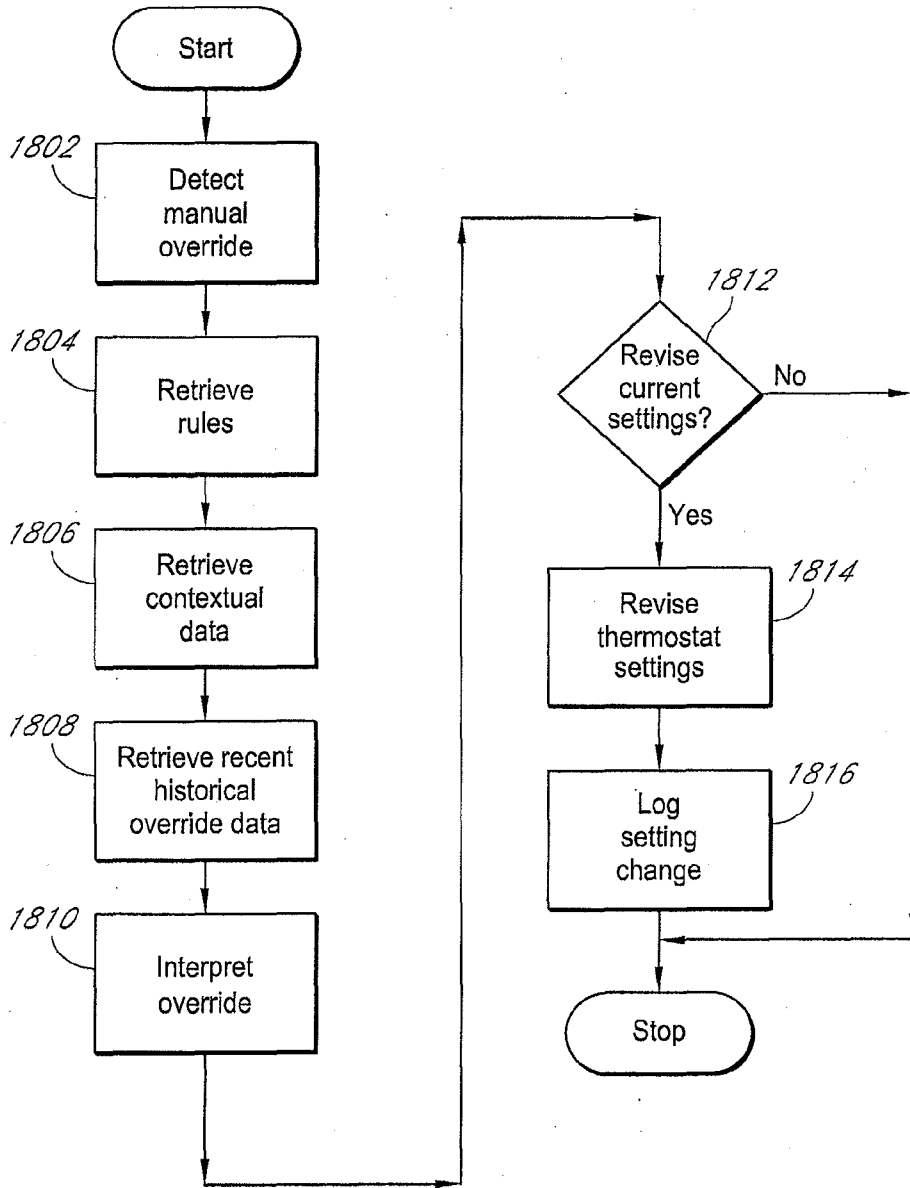 Start
1802
Detect
manual
override
1804
Retrieve
rules
1806
Retrieve
contextual
data
1808
Retrieve recent
historical
override data
1810
Interpret
override
1812
Revise
current
settings?
No
Yes
1814
Revise
thermostat
settings
1816
Log
setting
change
Stop